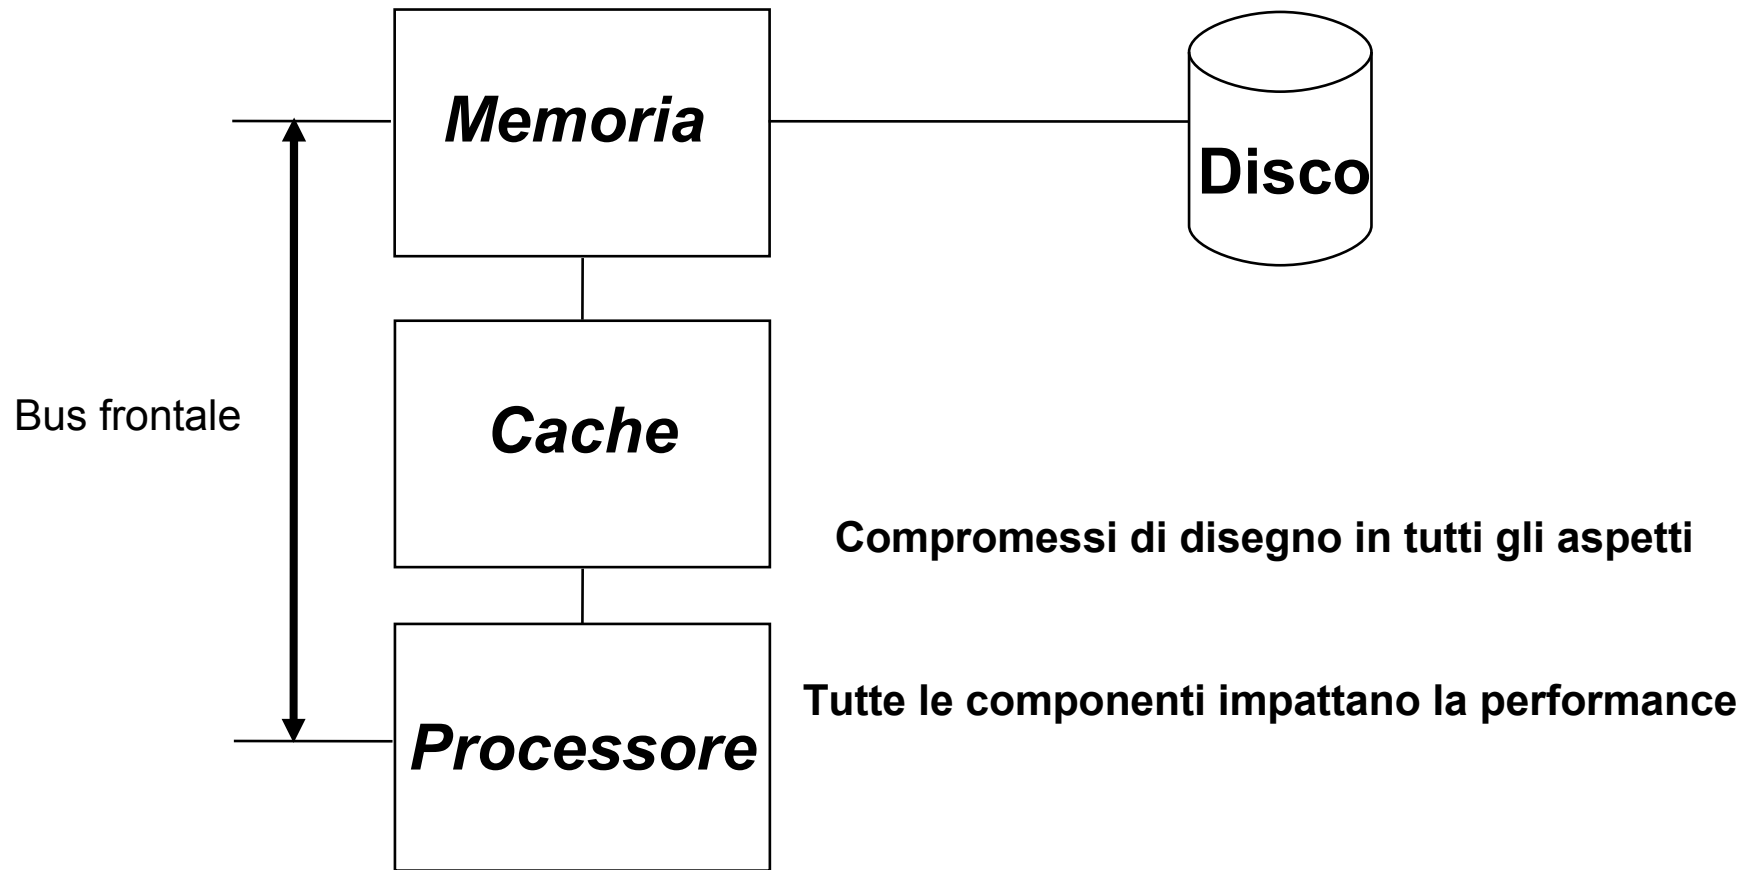 Memoria
Disco
Bus frontale
Cache
Compromessi di disegno in tutti gli aspetti
Tutte le componenti impattano la performance
Processore